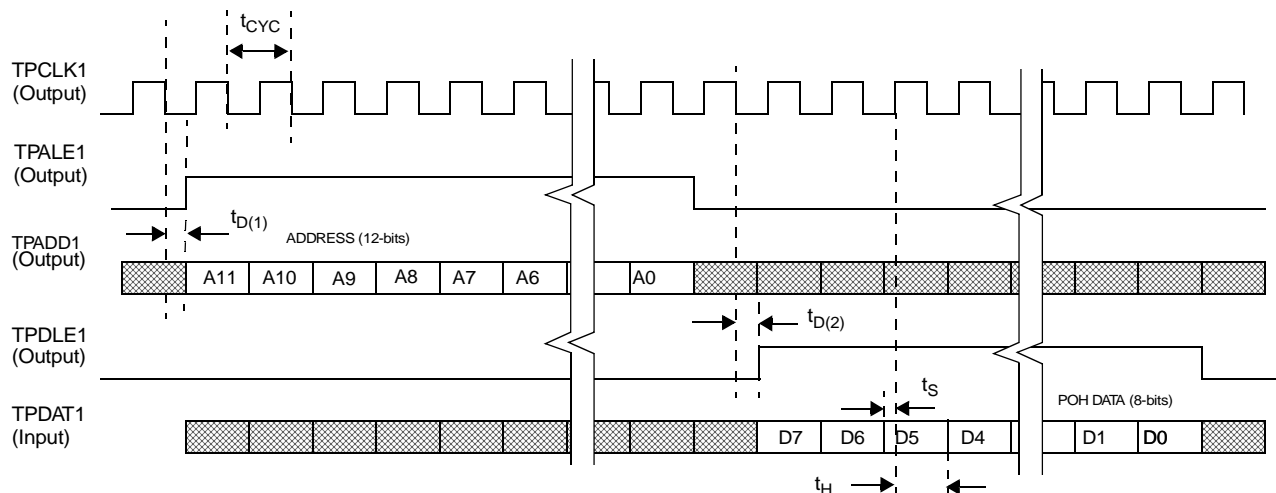 tCYC
TPCLK1
(Output)
TPALE1
(Output)
tD(1)
ADDRESS (12-bits)
TPADD1
(Output)
A11 A10 A9 A8 A7 A6 A0
tD(2)
TPDLE1
(Output)
tS
POH DATA (8-bits)
TPDAT1
(Input)
D7 D6 D5 D4 D1 D0
tH